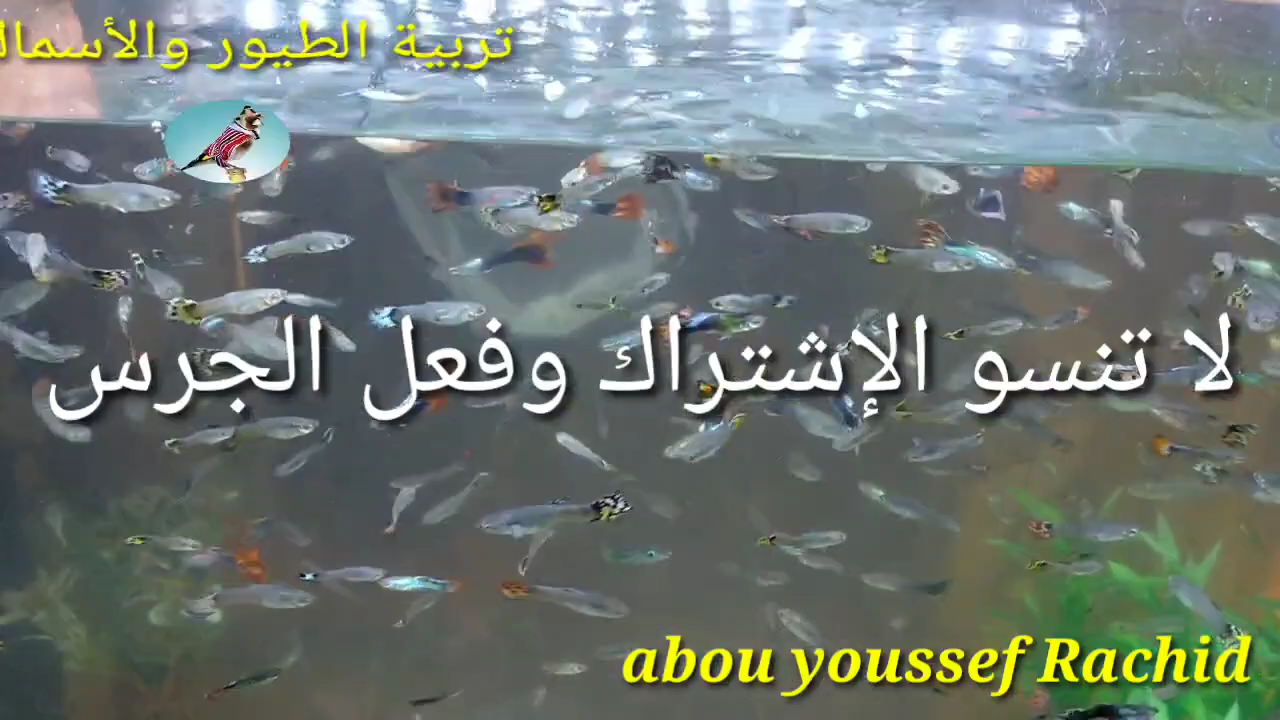 تربية الطيور والأسما
لا تنسو الإشتراك وفعل الجرس
abou youssef Rachid